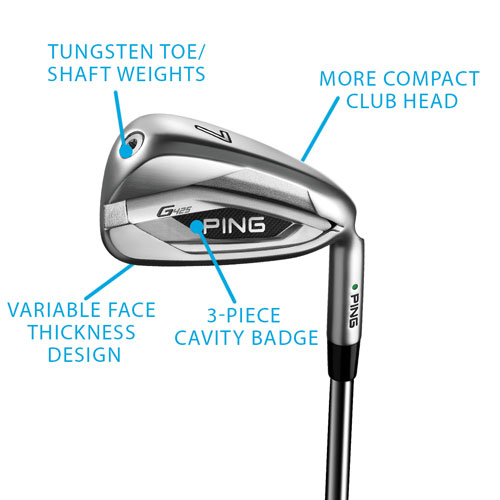 TUNGSTEN TOE/
SHAFT WEIGHTS
MORE COMPACT
CLUB HEAD
7
G425
PING
PING
VARIABLE FACE
THICKNESS
DESIGN
3-PIECE
CAVITY BADGE